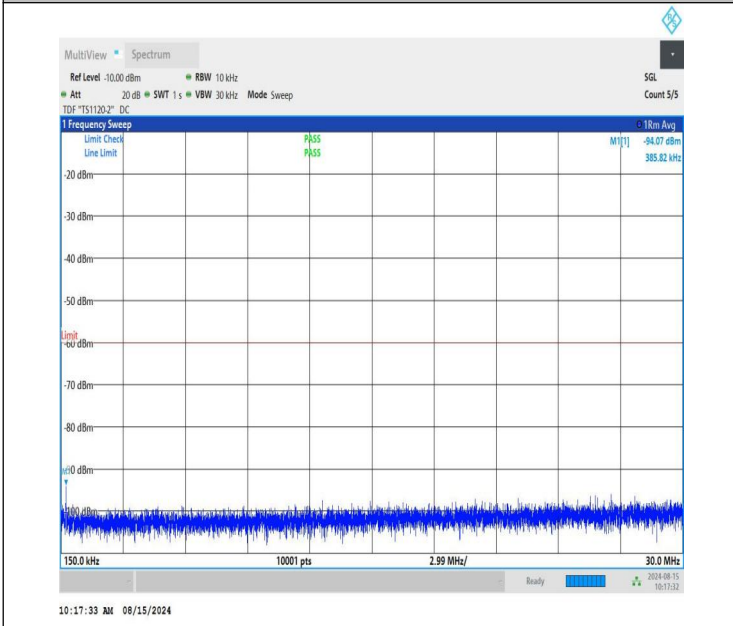 MultiView Spectrum
Ref Level -10.00 dBm RBW 10 kHz SGL
Att 20 dB SWT 1 s VBW 30 kHz Mode Sweep Count 5/5
TDF "TS1120-2" DC
1 Frequency Sweep 1Rm Avg
Limit Check PASS M1[1] -94.07 dBm
Line Limit PASS 385.82 kHz
-20 dBm
-30 dBm
-40 dBm
-50 dBm
Limit
-60 dBm
-70 dBm
-80 dBm
-100 dBm
150.0 kHz 10001 pts 2.99 MHz/ 30.0 MHz
Ready 2024-08-15
10:17:32
10:17:33 AM 08/15/2024